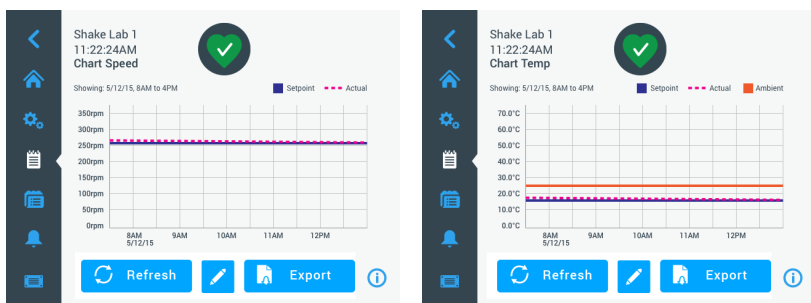 Shake Lab 1
11:22:24AM
Chart Speed
Showing: 5/12/15, 8AM to 4PM
Setpoint Actual
350rpm
300rpm
250rpm
200rpm
150rpm
100rpm
50rpm
0rpm
8AM 9AM 10AM 11AM 12PM
5/12/15
Refresh Export
Shake Lab 1
11:22:24AM
Chart Temp
Showing: 5/12/15, 8AM to 4PM
Setpoint Actual Ambient
70.0°C
60.0°C
50.0°C
40.0°C
30.0°C
20.0°C
10.0°C
0.0°C
8AM 9AM 10AM 11AM 12PM
5/12/15
Refresh Export